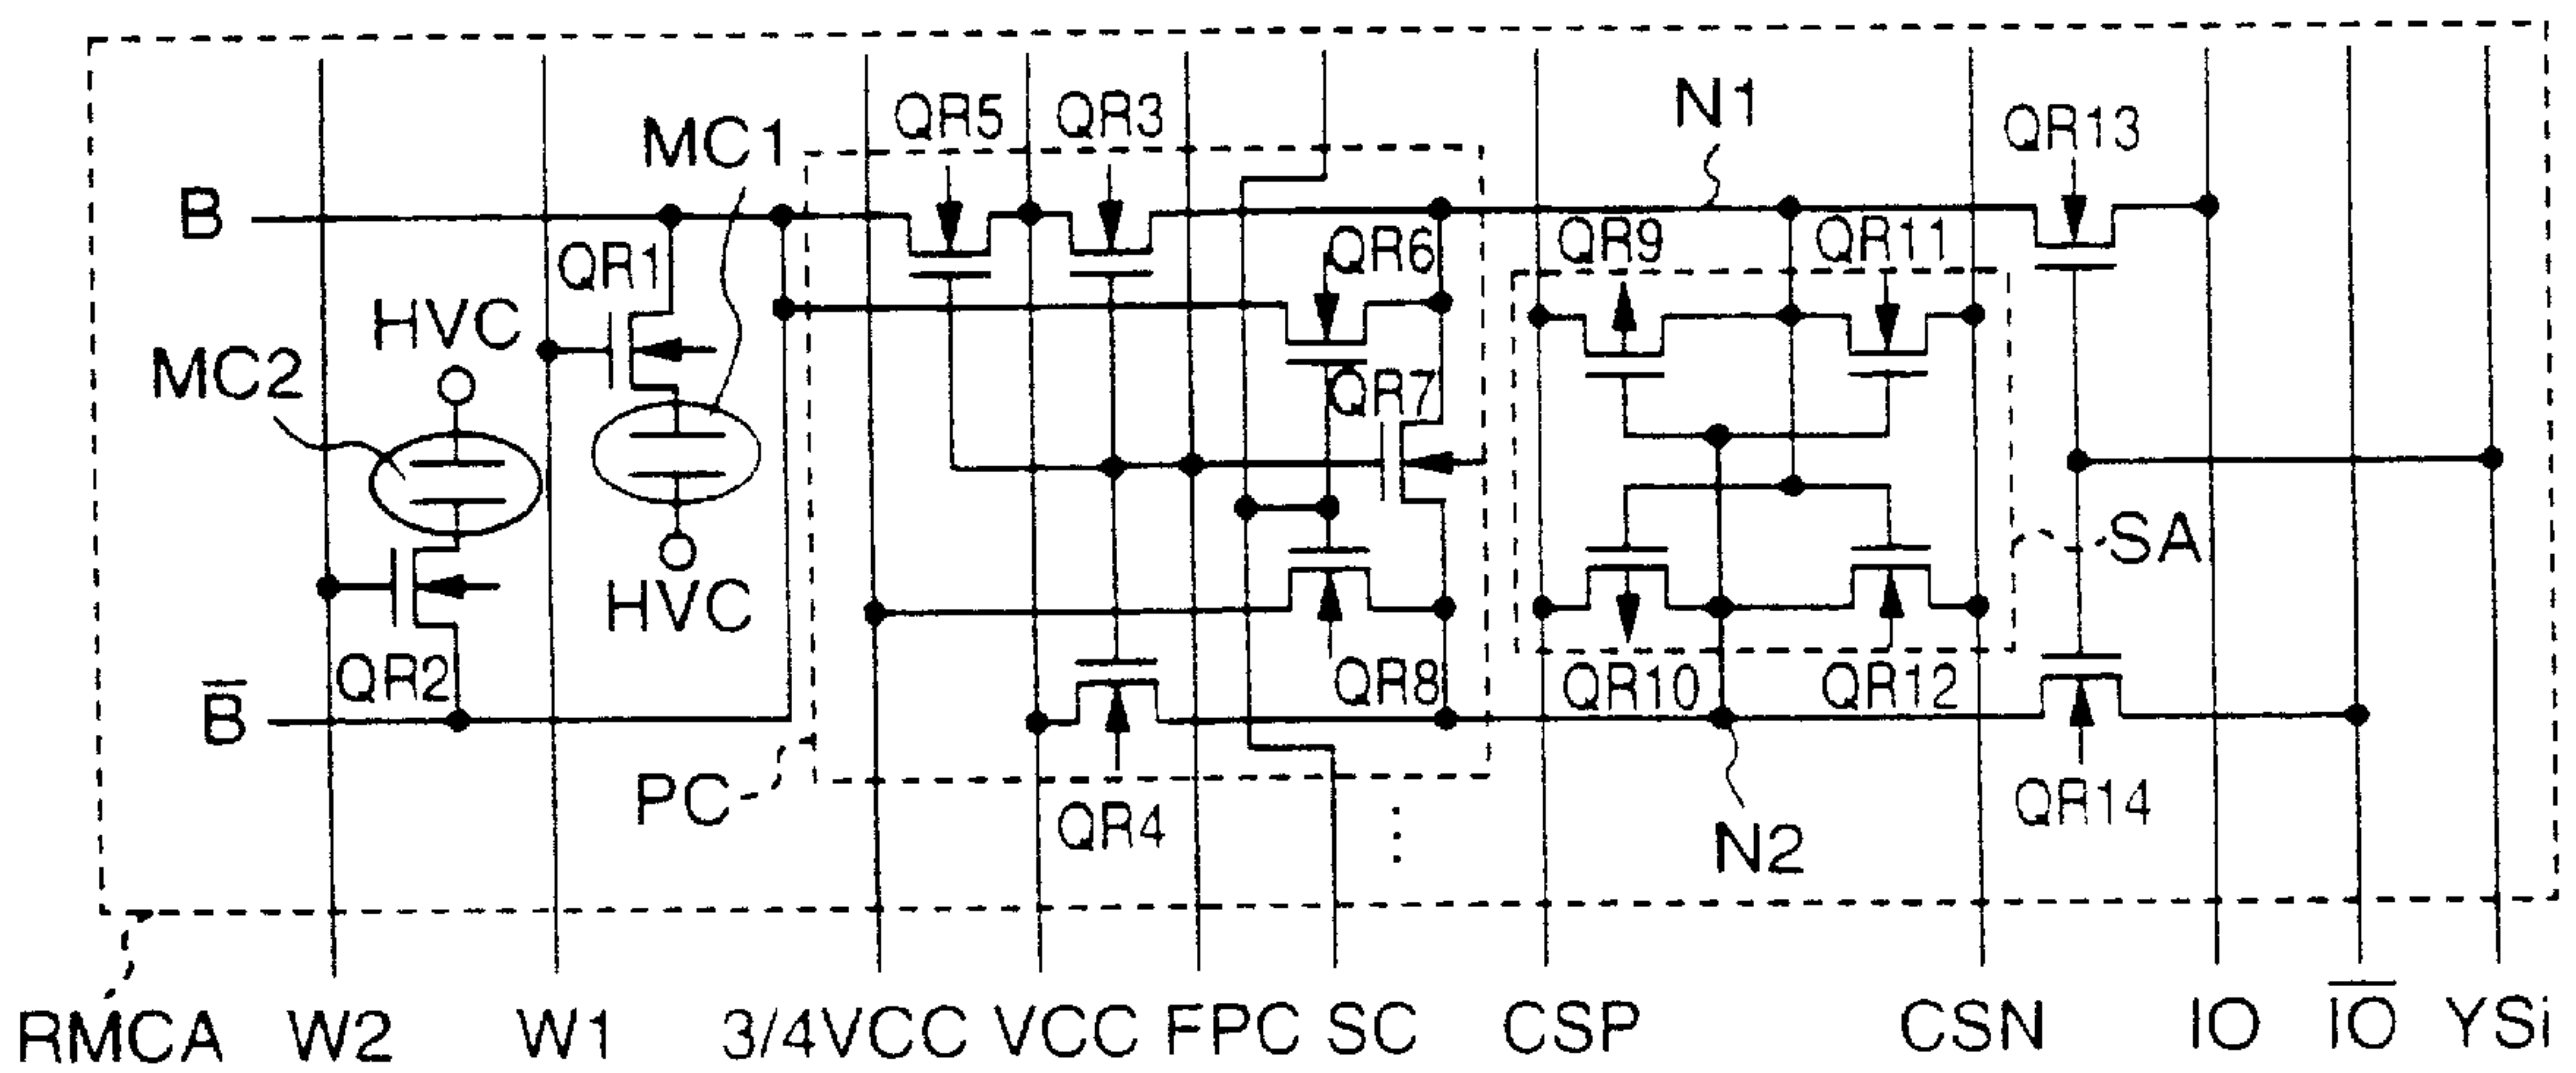 N1
QR5 QR3 QR13
MC1
B
QR6 QR9 QR11
QR1
HVC
MC2
QR7
SA
HVC
QR2 QR8 QR10 QR12
B̅
PC
QR4 QR14
N2
RMCA W2 W1 3/4VCC VCC FPC SC CSP CSN IO I̅O̅ YSi